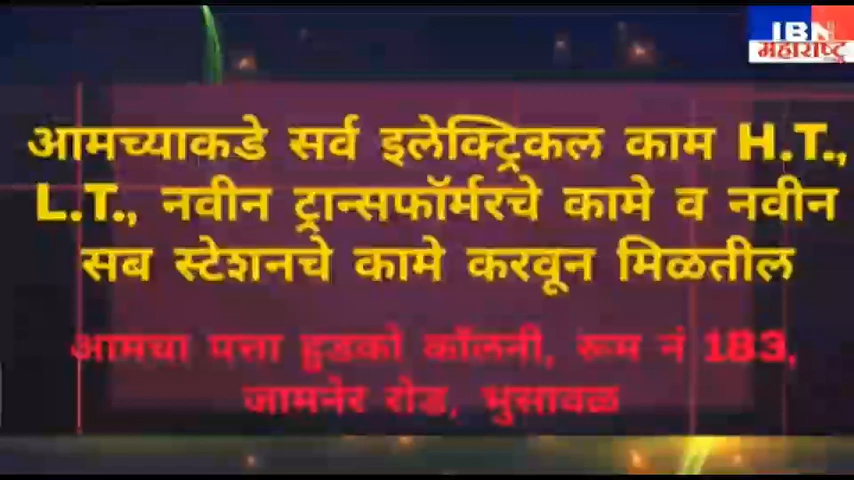 IBN
महाराष्ट्र
आमच्याकडे सर्व इलेक्ट्रिकल काम H.T.,
L.T., नवीन ट्रान्सफॉर्मरचे कामे व नवीन
सब स्टेशनचे कामे करवून मिळतील
आमचा पत्ता हुडको कॉलनी, रूम नं 183,
जामनेर रोड, भुसावळ